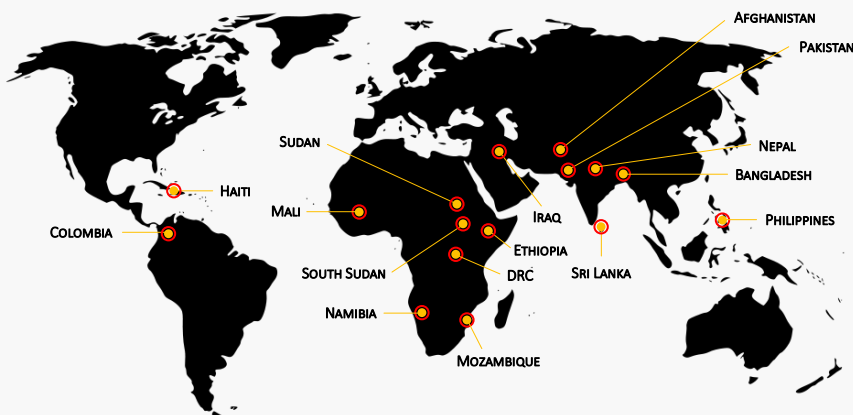 AFGHANISTAN
PAKISTAN
SUDAN
NEPAL
BANGLADESH
HAITI
MALI
IRAQ
PHILIPPINES
COLOMBIA
ETHIOPIA
SOUTH SUDAN
DRC
SRI LANKA
NAMIBIA
MOZAMBIQUE